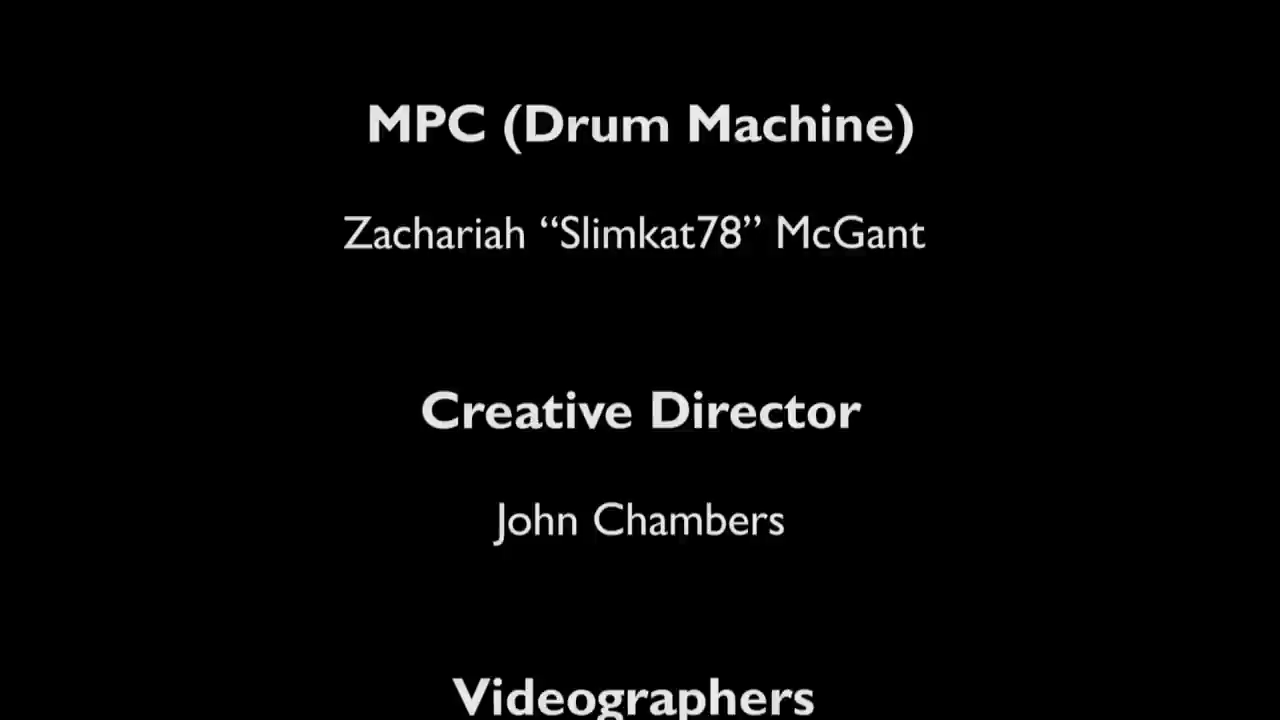 MPC (Drum Machine)
Zachariah “Slimkat78” McGant
Creative Director
John Chambers
Videographers